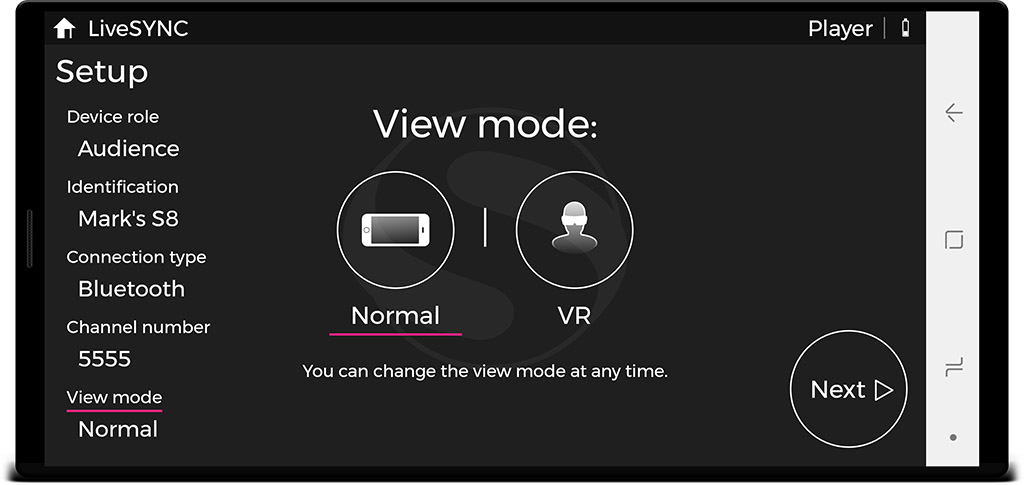 LiveSYNC
Player
Setup
Device role
Audience
Identification
Mark's S8
Connection type
Bluetooth
Channel number
5555
View mode
Normal
View mode:
Normal
VR
You can change the view mode at any time.
Next